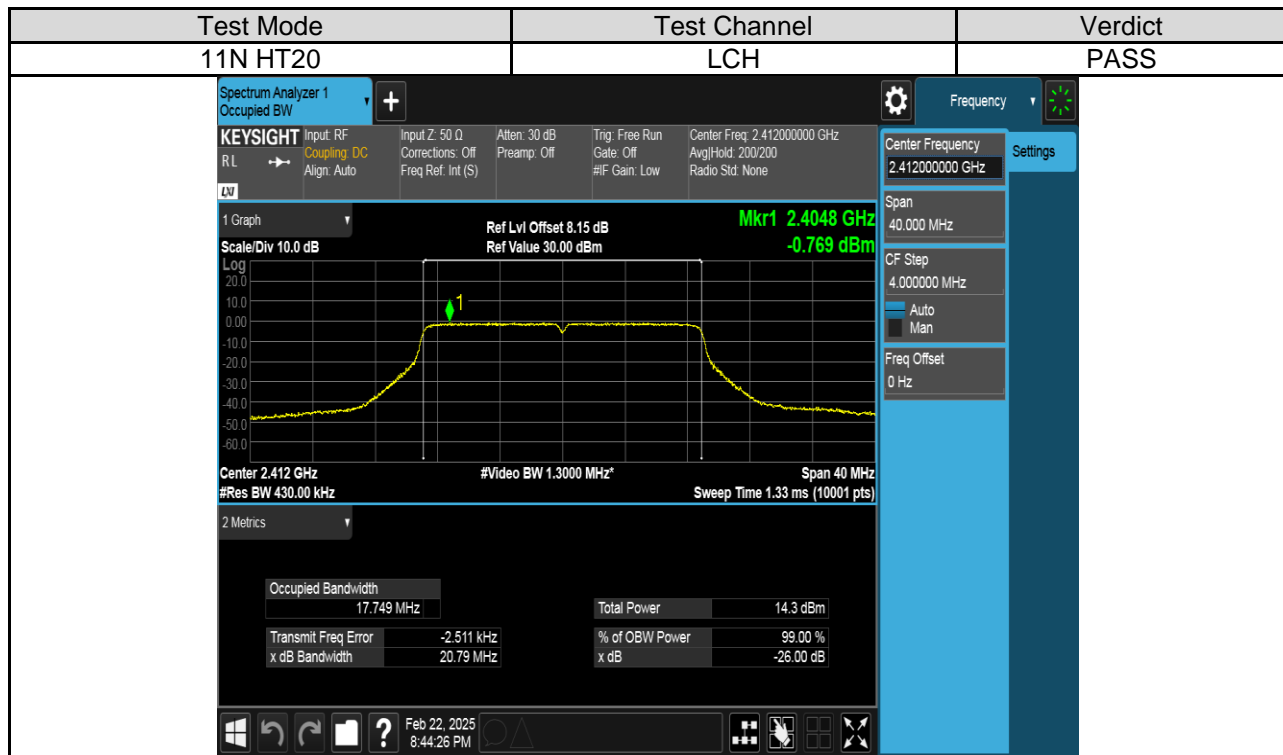 Test Mode Test Channel Verdict
11N HT20 LCH PASS
Spectrum Analyzer 1
Occupied BW
+
Frequency
KEYSIGHT Input: RF Input Z: 50 Ω Atten: 30 dB Trig: Free Run Center Freq: 2.412000000 GHz
RL Coupling: DC Corrections: Off Preamp: Off Gate: Off Avg|Hold: 200/200
Align: Auto Freq Ref: Int (S) #IF Gain: Low Radio Std: None
LXI
Center Frequency
2.412000000 GHz
Settings
Span
40.000 MHz
CF Step
4.000000 MHz
Auto
Man
Freq Offset
0 Hz
1 Graph Ref Lvl Offset 8.15 dB Mkr1 2.4048 GHz
Scale/Div 10.0 dB Ref Value 30.00 dBm -0.769 dBm
Log
20.0
10.0
1
0.00
-10.0
-20.0
-30.0
-40.0
-50.0
-60.0
Center 2.412 GHz #Video BW 1.3000 MHz* Span 40 MHz
#Res BW 430.00 kHz Sweep Time 1.33 ms (10001 pts)
2 Metrics
Occupied Bandwidth
17.749 MHz Total Power 14.3 dBm
Transmit Freq Error -2.511 kHz % of OBW Power 99.00 %
x dB Bandwidth 20.79 MHz x dB -26.00 dB
? Feb 22, 2025
8:44:26 PM